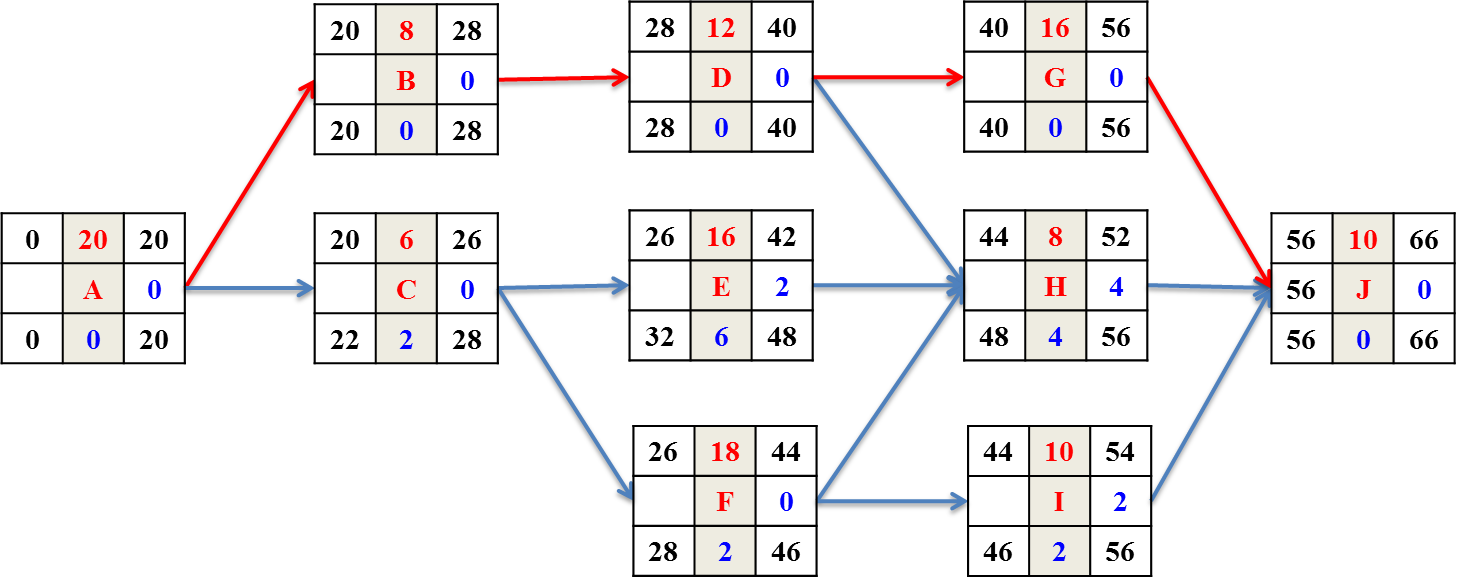 20 8 28
B 0
20 0 28
28 12 40
D 0
28 0 40
40 16 56
G 0
40 0 56
0 20 20
A 0
0 0 20
20 6 26
C 0
22 2 28
26 16 42
E 2
32 6 48
44 8 52
H 4
48 4 56
56 10 66
56 J 0
56 0 66
26 18 44
F 0
28 2 46
44 10 54
I 2
46 2 56